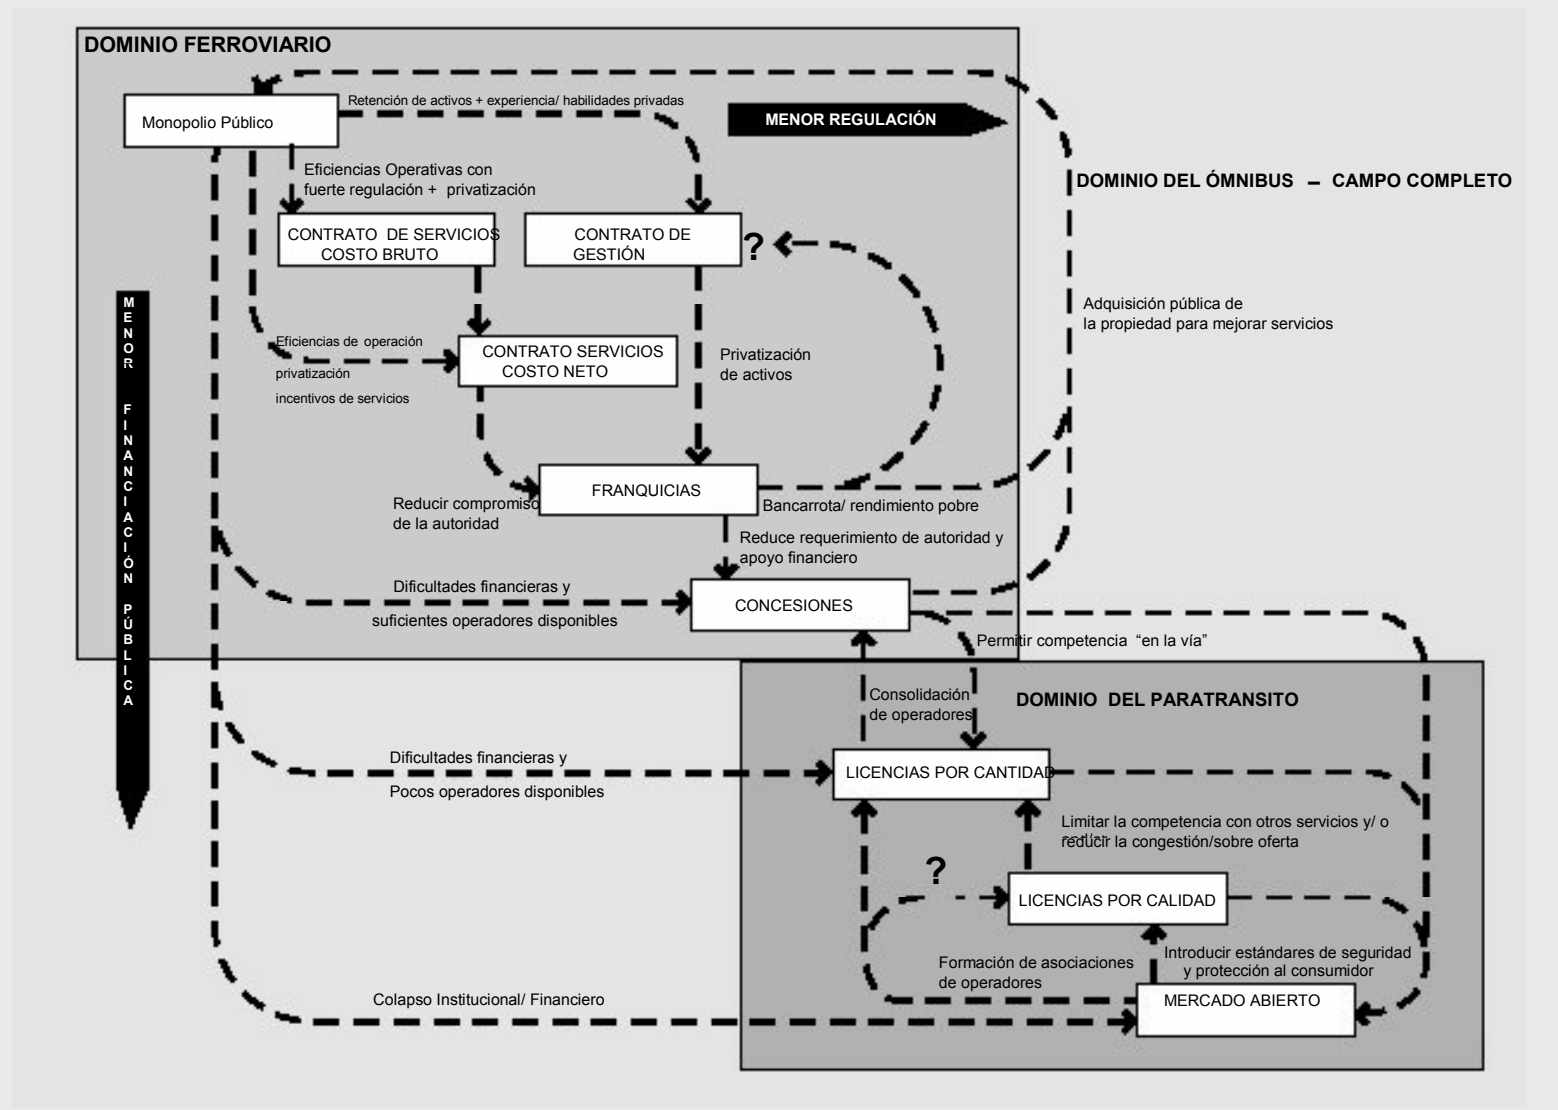 DOMINIO FERROVIARIO
Monopolio Público
Retención de activos + experiencia/ habilidades privadas
MENOR REGULACIÓN
Eficiencias Operativas con
fuerte regulación + privatización
DOMINIO DEL ÓMNIBUS – CAMPO COMPLETO
CONTRATO DE SERVICIOS
COSTO BRUTO
CONTRATO DE
GESTIÓN
?
MENOR FINANCIACIÓN PÚBLICA
Adquisición pública de
la propiedad para mejorar servicios
Eficiencias de operación
privatización
incentivos de servicios
CONTRATO SERVICIOS
COSTO NETO
Privatización
de activos
FRANQUICIAS
Reducir compromiso
de la autoridad
Bancarrota/ rendimiento pobre
Reduce requerimiento de autoridad y
apoyo financiero
Dificultades financieras y
suficientes operadores disponibles
CONCESIONES
Permitir competencia “en la vía”
Consolidación
de operadores
DOMINIO DEL PARATRANSITO
Dificultades financieras y
Pocos operadores disponibles
LICENCIAS POR CANTIDAD
Limitar la competencia con otros servicios y/ o
reducir la congestión/sobre oferta
?
LICENCIAS POR CALIDAD
Formación de asociaciones
de operadores
Introducir estándares de seguridad
y protección al consumidor
Colapso Institucional/ Financiero
MERCADO ABIERTO